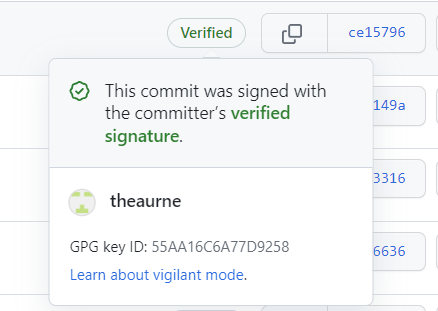 Verified
ce15796
This commit was signed with
the committer's verified
signature.
149a
3316
theaurne
6636
GPG key ID: 55AA16C6A77D9258
Learn about vigilant mode.